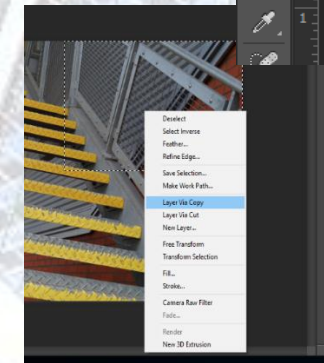 1
Deselect
Select Inverse
Feather...
Refine Edge...
Save Selection...
Make Work Path...
Layer Via Copy
Layer Via Cut
New Layer...
Free Transform
Transform Selection
Fill...
Stroke...
Camera Raw Filter
Fade...
Render
New 3D Extrusion